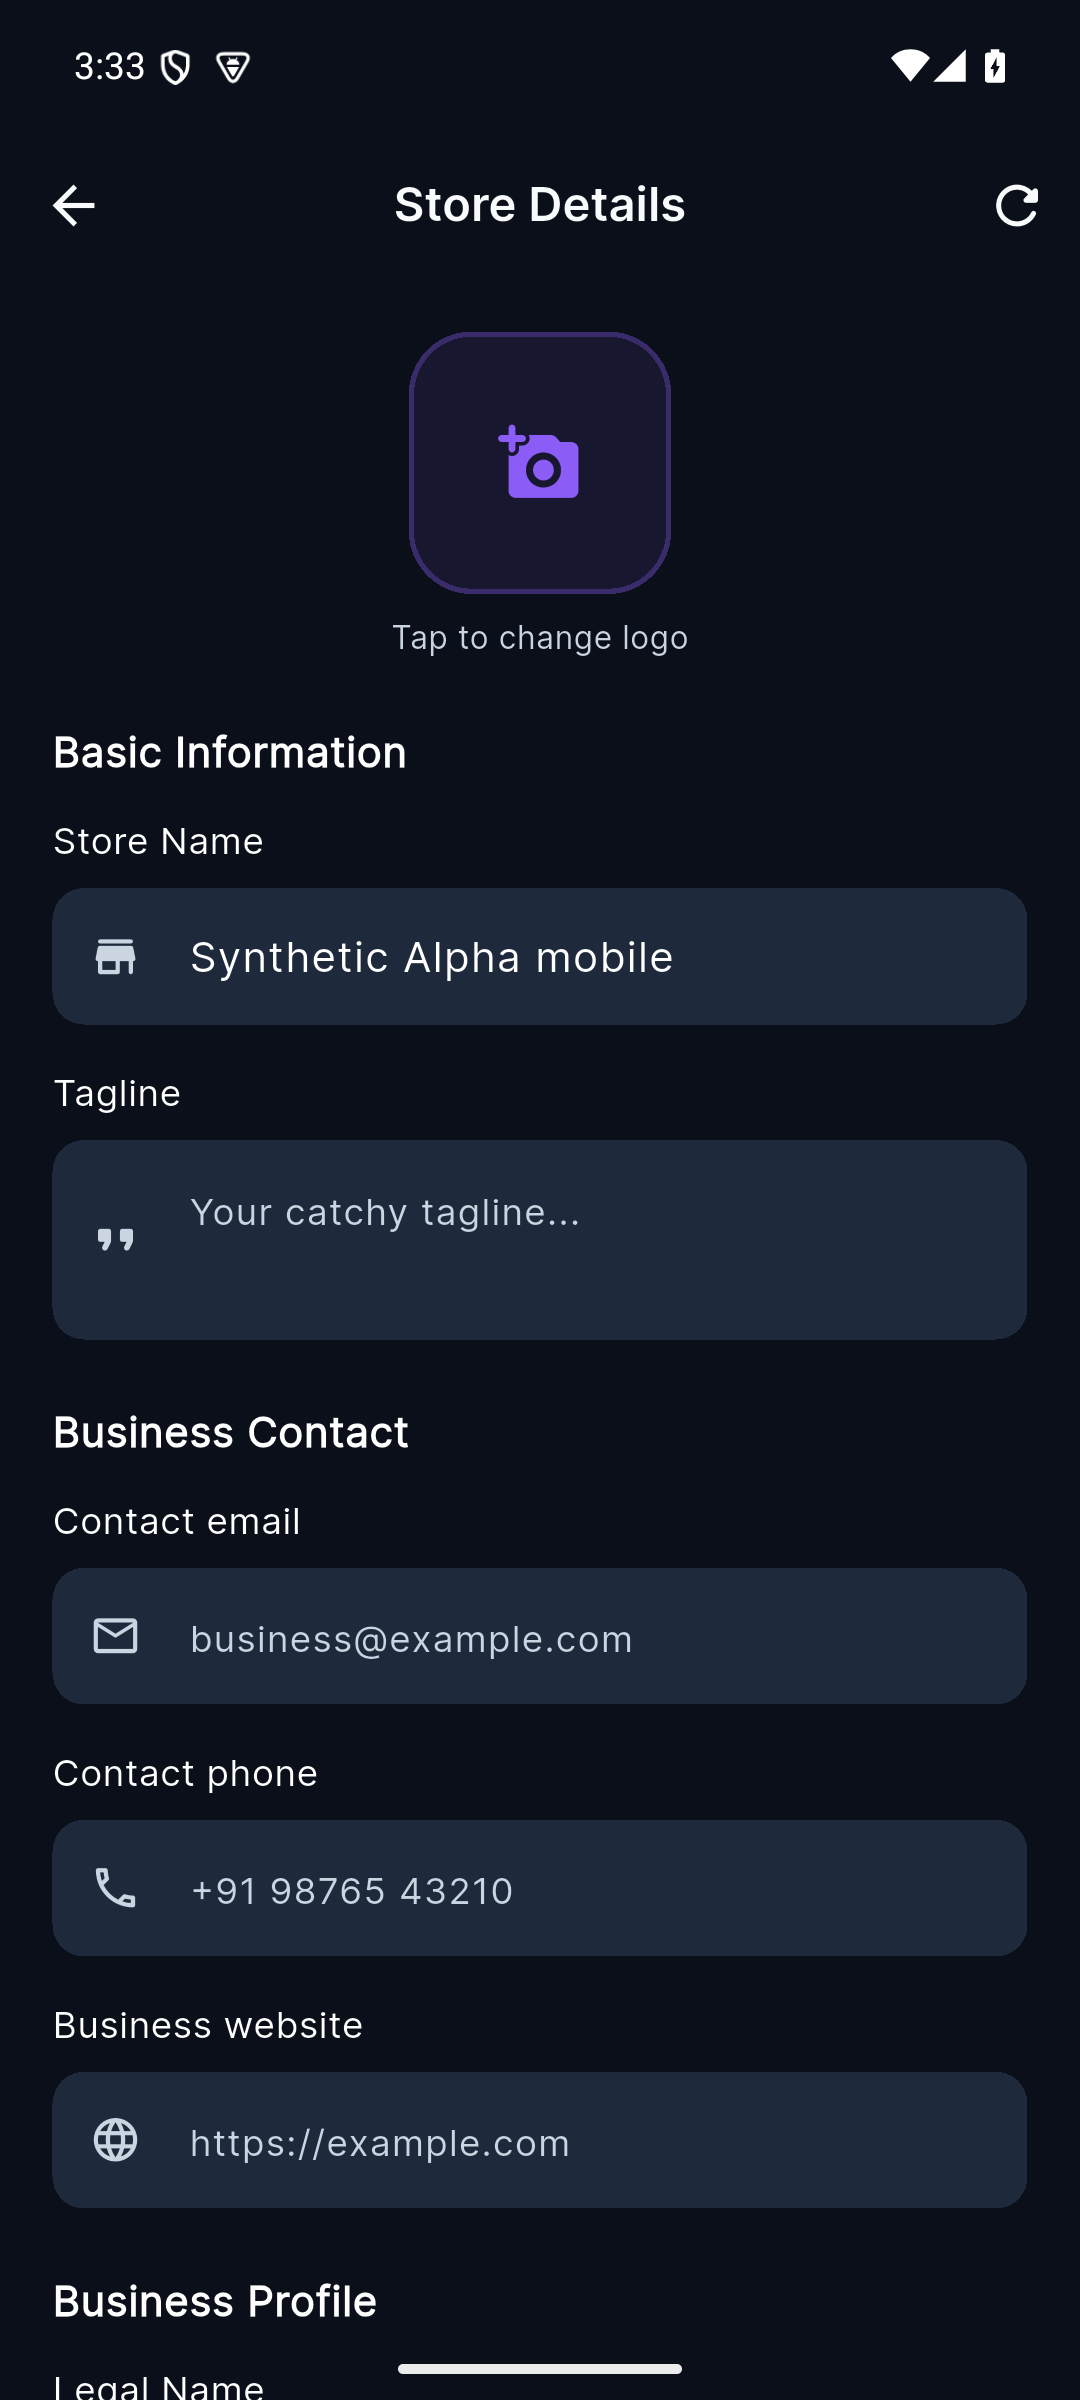 3:33
Store Details
Tap to change logo
Basic Information
Store Name
Synthetic Alpha mobile
Tagline
Your catchy tagline...
Business Contact
Contact email
business@example.com
Contact phone
+91 98765 43210
Business website
https://example.com
Business Profile
Legal Name